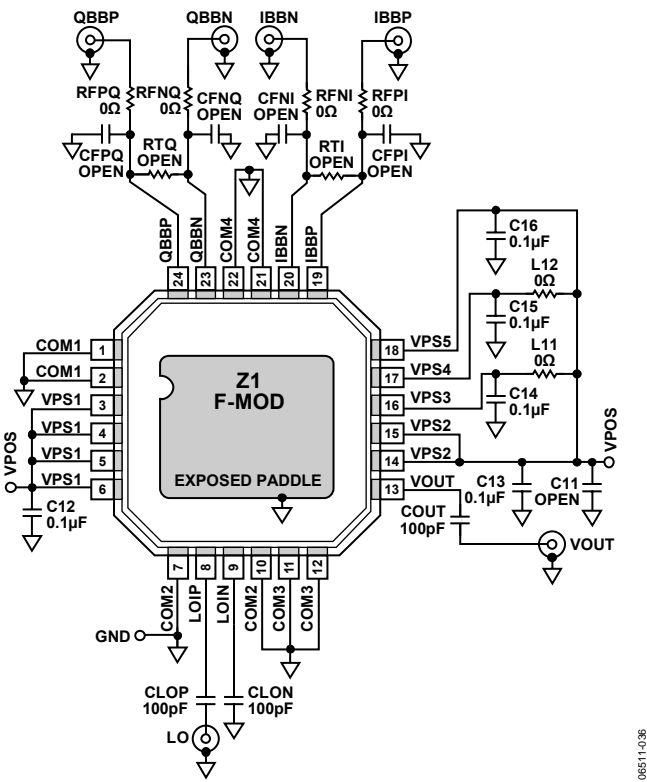 QBBP QBBN IBBN IBBP
RFPQ
0Ω
RFNQ
0Ω
CFNQ
OPEN
CFNI
OPEN
RFNI
0Ω
RFPI
0Ω
CFPQ
OPEN
RTQ
OPEN
RTI
OPEN
CFPI
OPEN
QBBP QBBN COM4 COM4 IBBN IBBP
24 23 22 21 20 19
C16
0.1µF
L12
0Ω
C15
0.1µF
L11
0Ω
C14
0.1µF
COM1 1
COM1 2
VPS1 3
VPS1 4
VPS1 5
VPS1 6
VPOS
C12
0.1µF
Z1
F-MOD
EXPOSED PADDLE
18 VPS5
17 VPS4
16 VPS3
15 VPS2
14 VPS2
13 VOUT
VPOS
C13
0.1µF
C11
OPEN
COUT
100pF
VOUT
7 8 9 10 11 12
COM2 LOIP LOIN COM2 COM3 COM3
GND
CLOP
100pF
CLON
100pF
LO
06511-036